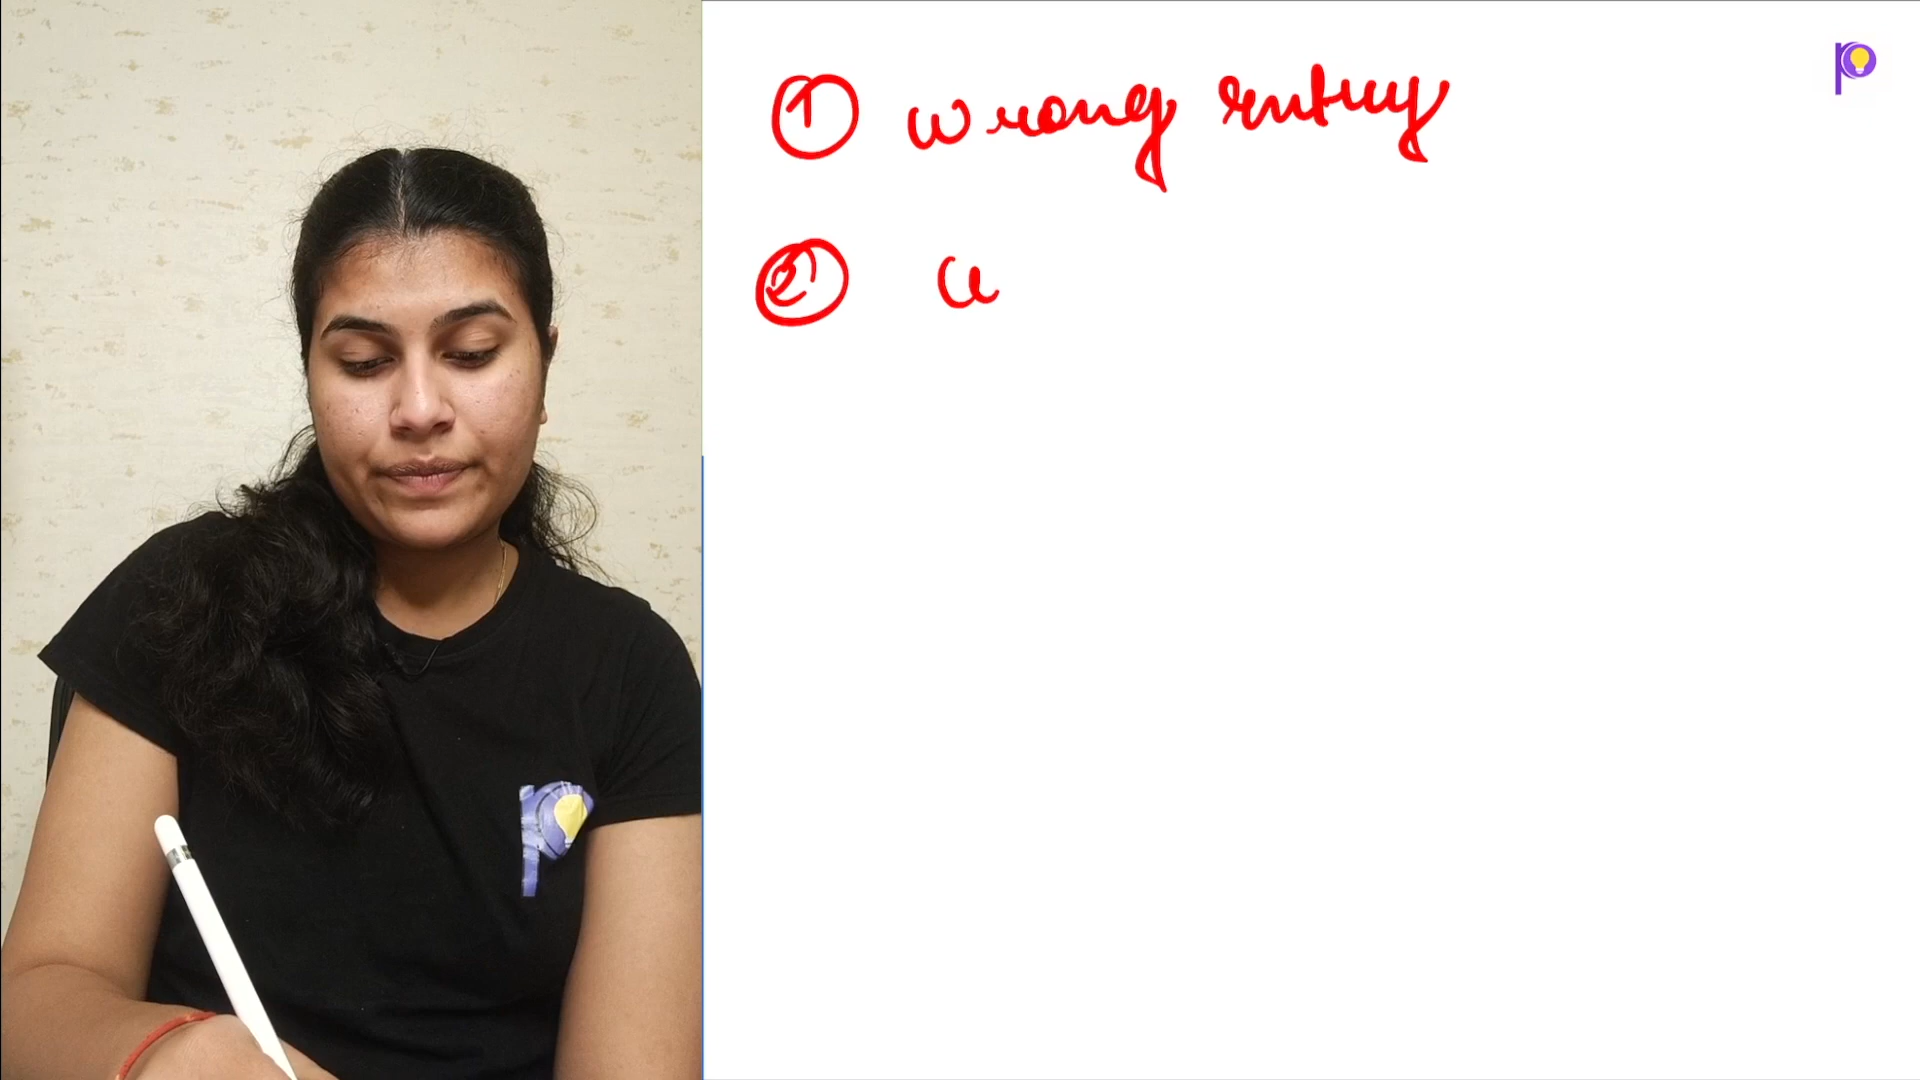 ① wrong entry
②